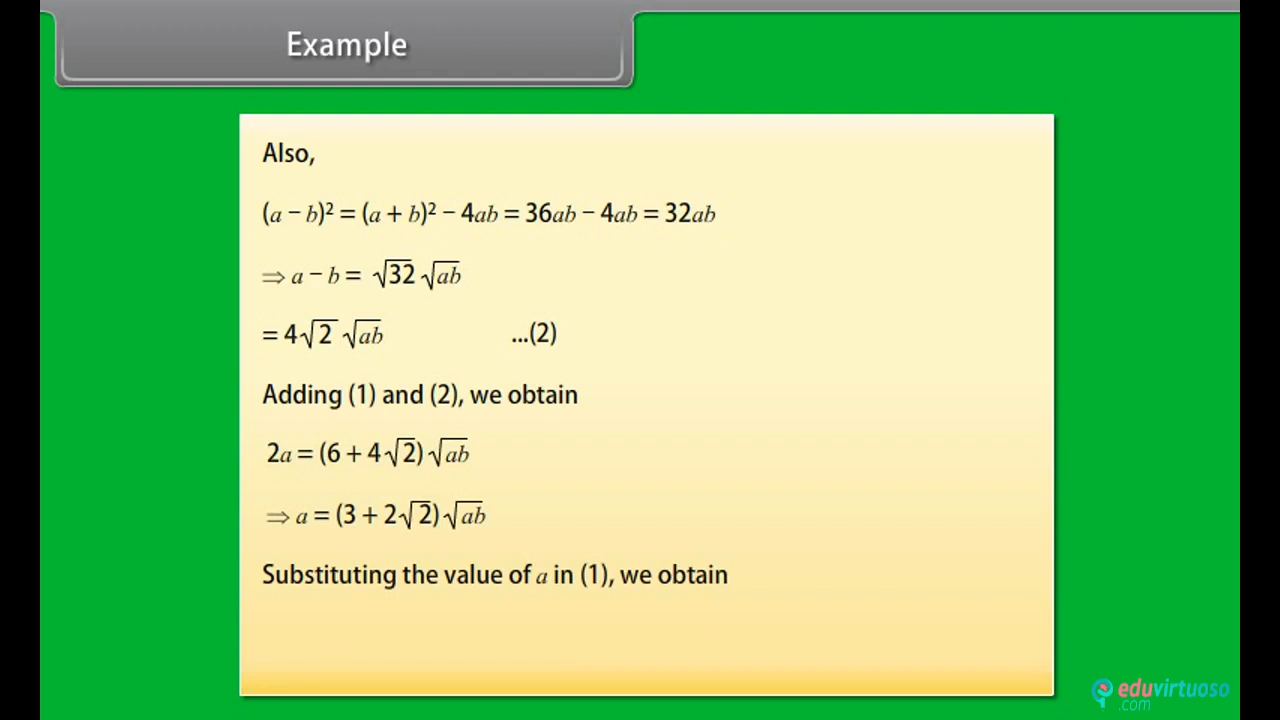 Example
Also,
(a − b)² = (a + b)² − 4ab = 36ab − 4ab = 32ab
⇒ a − b = √32 √ab
= 4√2 √ab ...(2)
Adding (1) and (2), we obtain
2a = (6 + 4√2) √ab
⇒ a = (3 + 2√2) √ab
Substituting the value of a in (1), we obtain
eduvirtuoso
.com